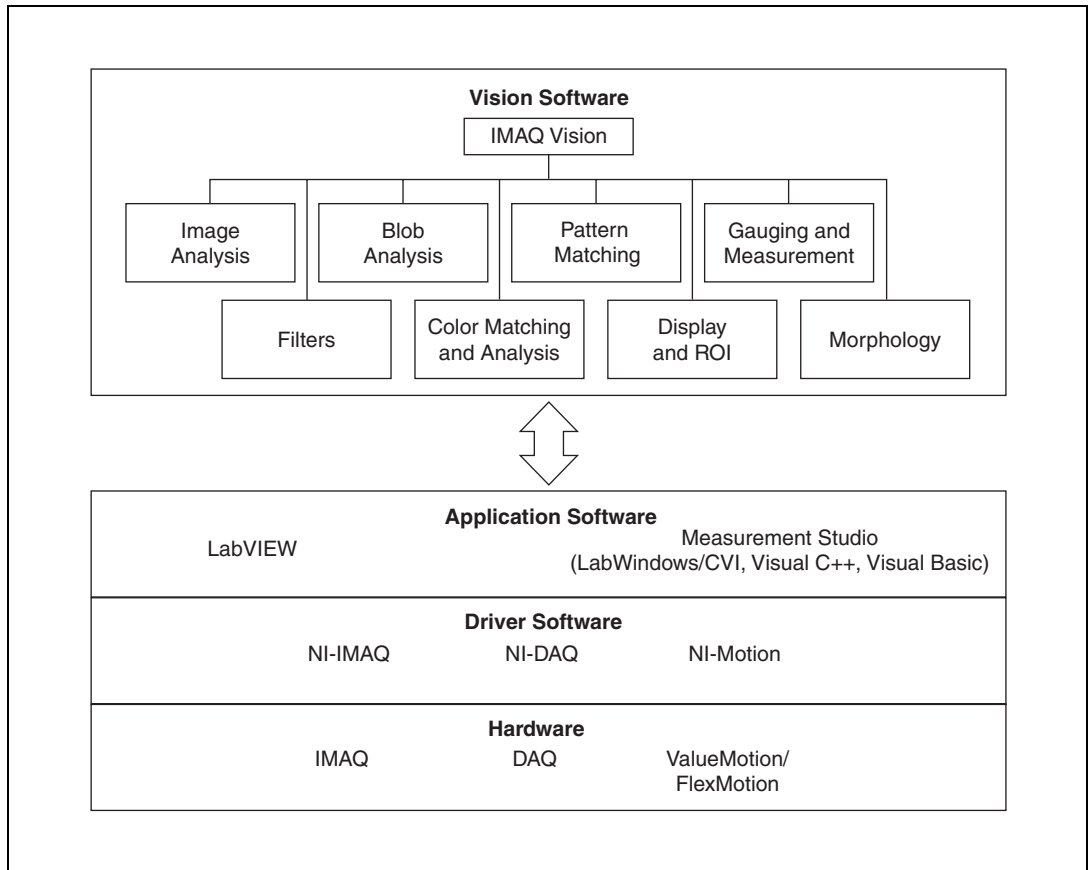 Vision Software
IMAQ Vision
Image
Analysis
Blob
Analysis
Pattern
Matching
Gauging and
Measurement
Filters
Color Matching
and Analysis
Display
and ROI
Morphology
Application Software
LabVIEW
Measurement Studio
(LabWindows/CVI, Visual C++, Visual Basic)
Driver Software
NI-IMAQ
NI-DAQ
NI-Motion
Hardware
IMAQ
DAQ
ValueMotion/
FlexMotion